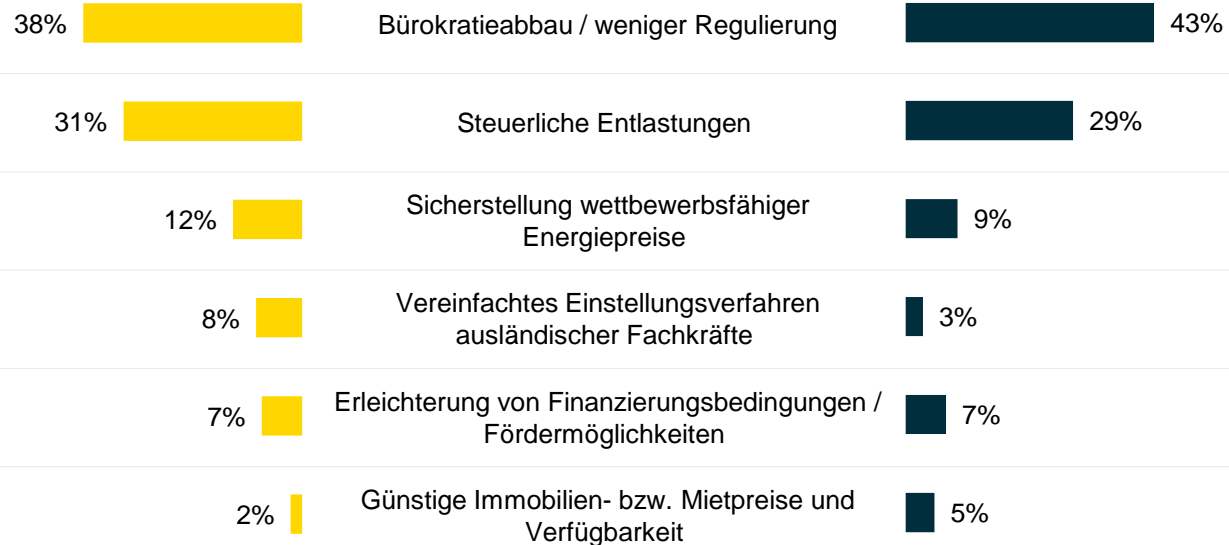 38% Bürokratieabbau / weniger Regulierung 43%
31% Steuerliche Entlastungen 29%
12% Sicherstellung wettbewerbsfähiger
Energiepreise 9%
8% Vereinfachtes Einstellungsverfahren
ausländischer Fachkräfte 3%
7% Erleichterung von Finanzierungsbedingungen /
Fördermöglichkeiten 7%
2% Günstige Immobilien- bzw. Mietpreise und
Verfügbarkeit 5%